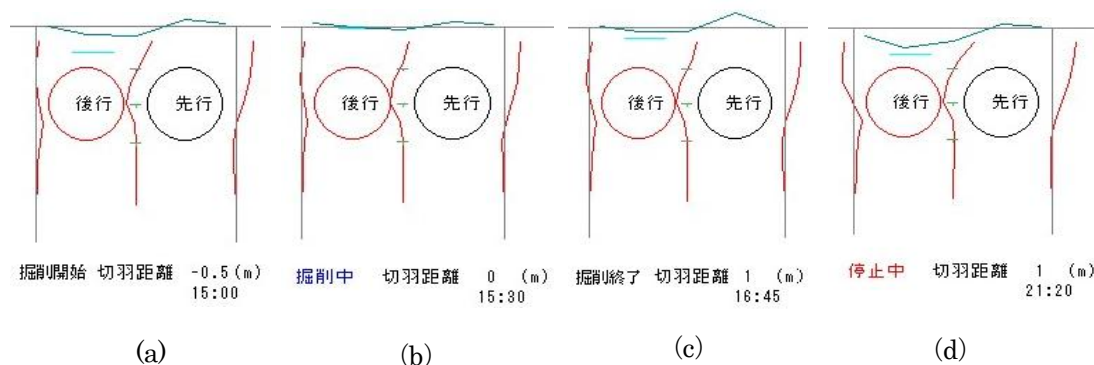 後行 先行
掘削開始 切羽距離 -0.5(m)
15:00
(a)
後行 先行
掘削中 切羽距離 0 (m)
15:30
(b)
後行 先行
掘削終了 切羽距離 1 (m)
16:45
(c)
後行 先行
停止中 切羽距離 1 (m)
21:20
(d)